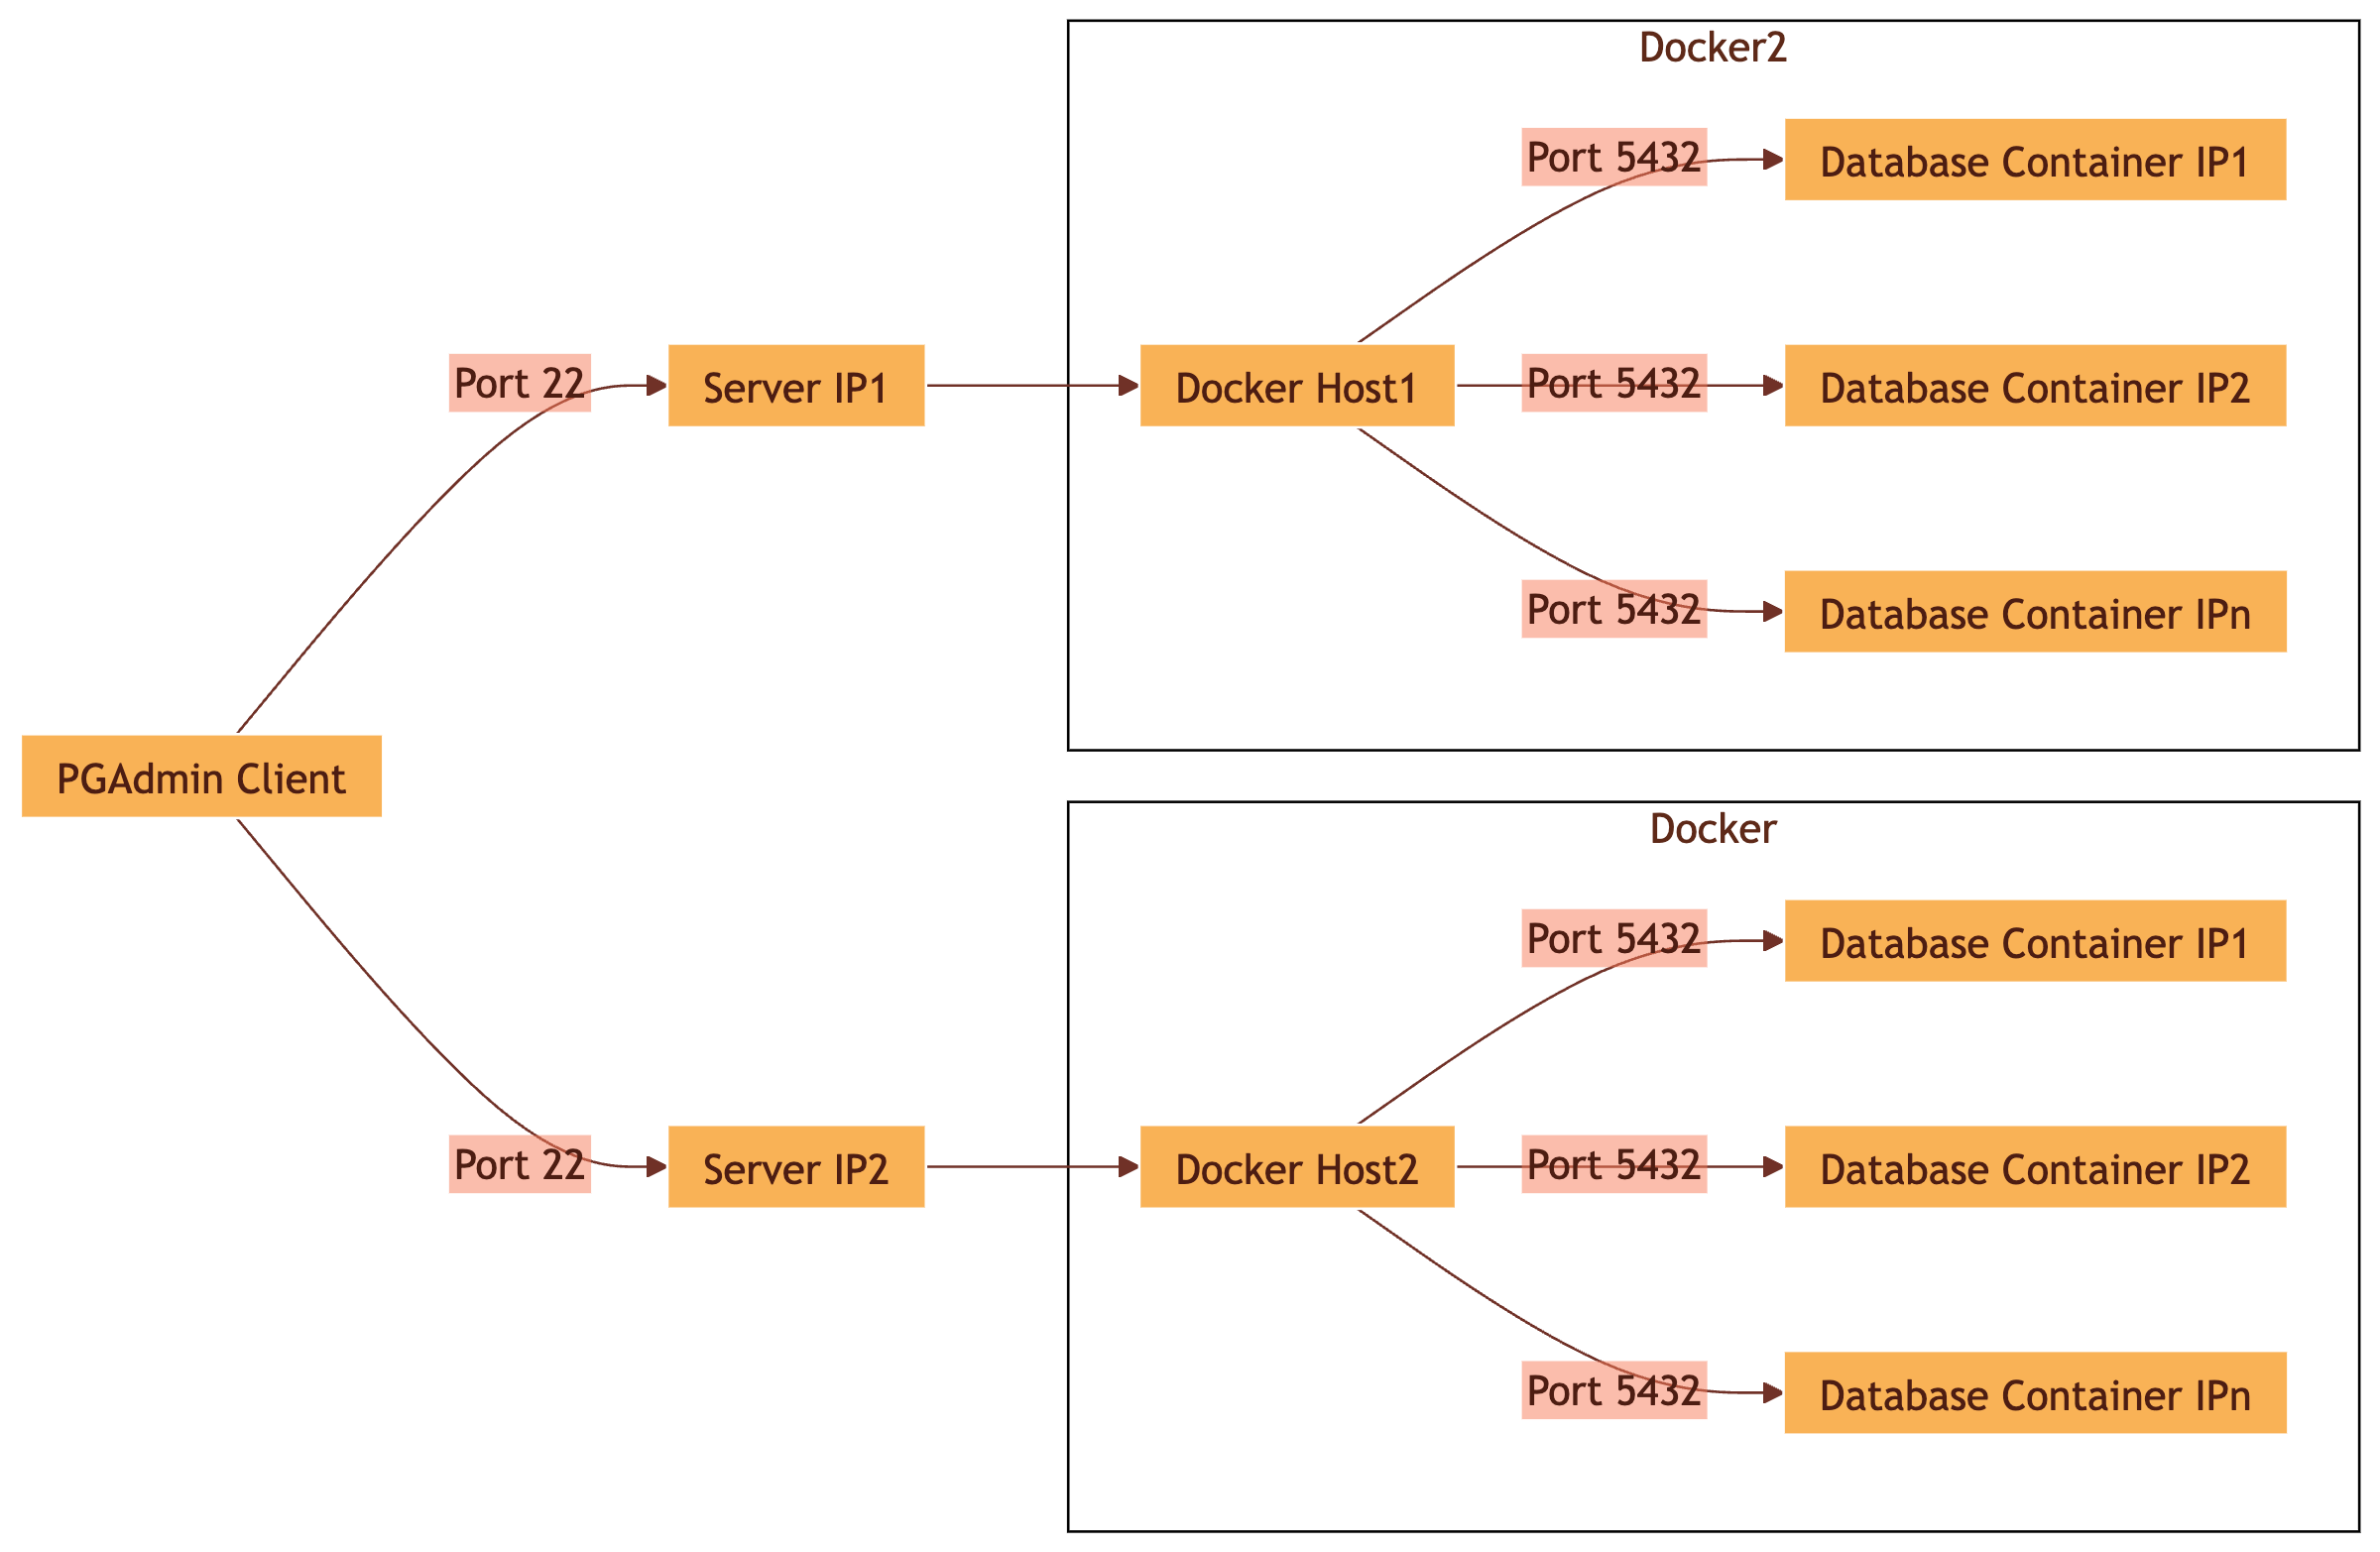 Docker2
Port 5432
Database Container IP1
Port 22
Server IP1
Docker Host1
Port 5432
Database Container IP2
Port 5432
Database Container IPn
PGAdmin Client
Docker
Port 5432
Database Container IP1
Port 22
Server IP2
Docker Host2
Port 5432
Database Container IP2
Port 5432
Database Container IPn